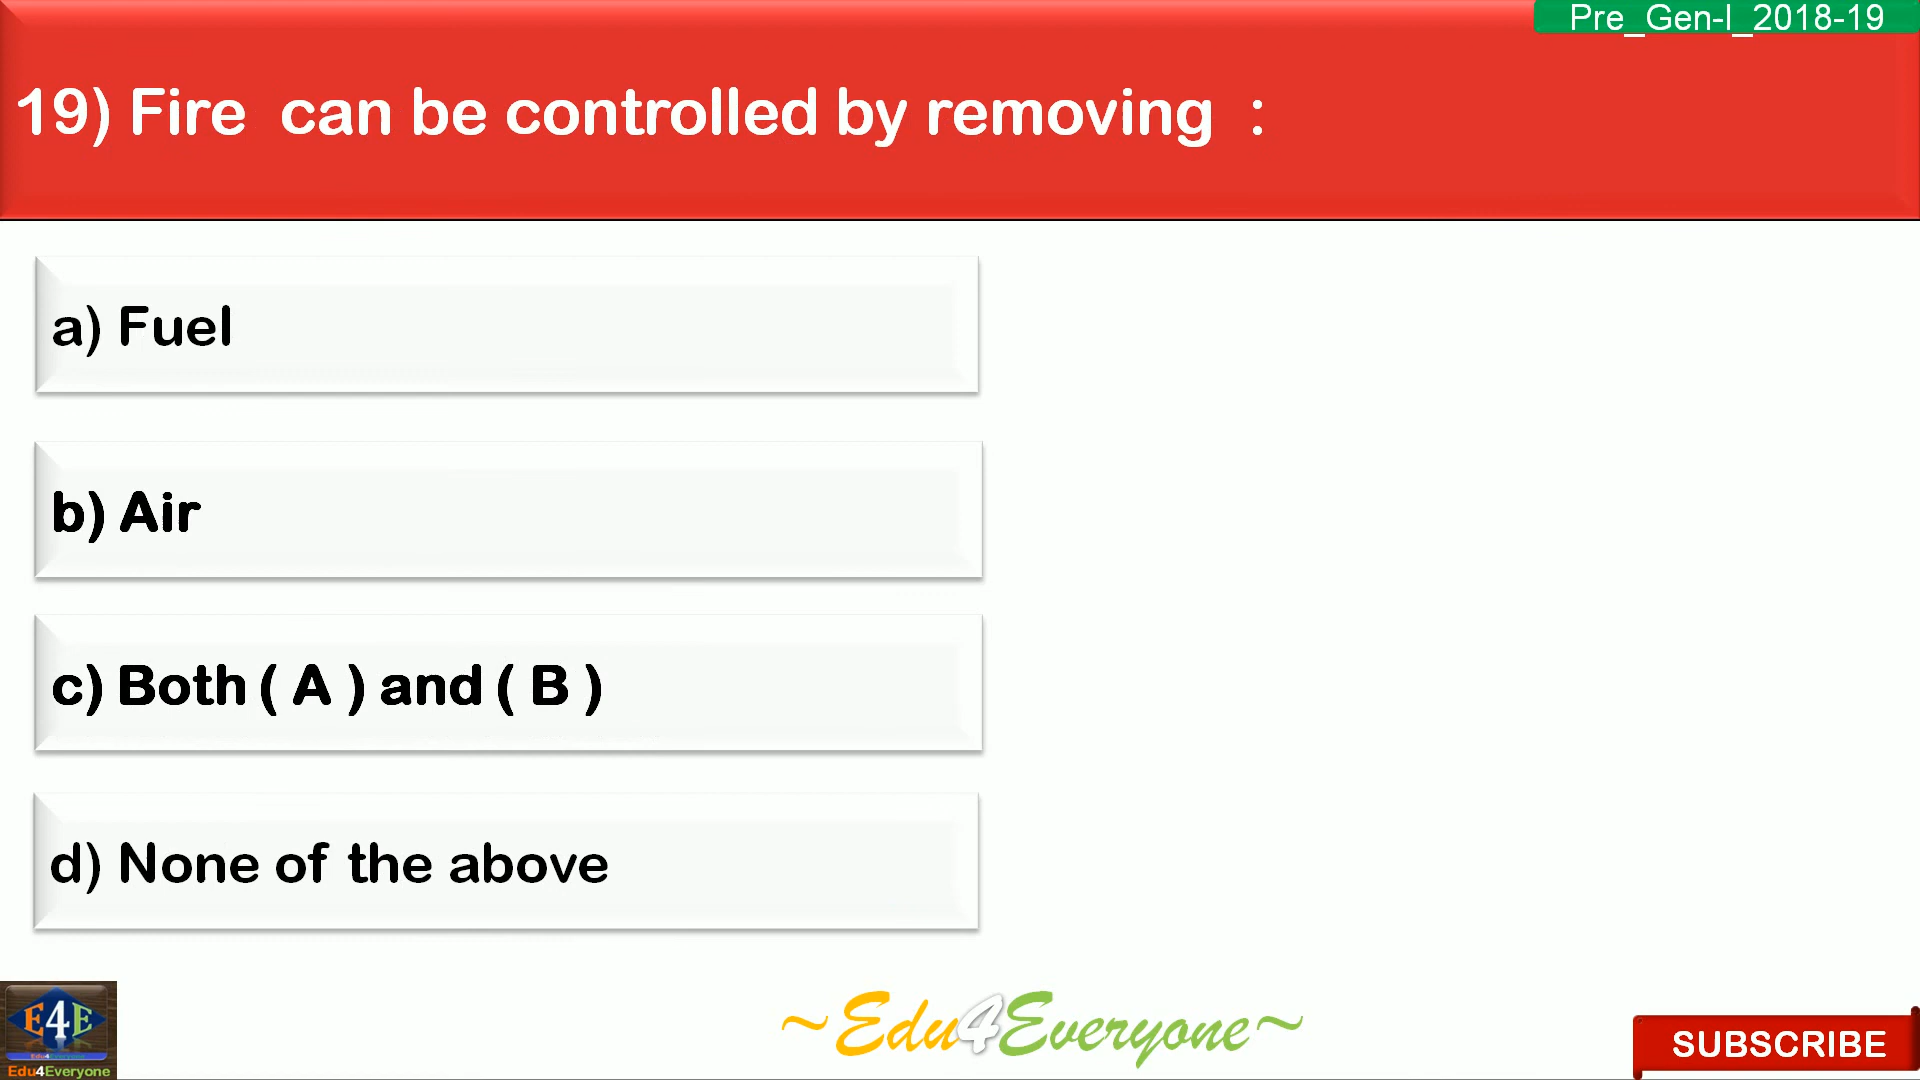 Pre_Gen-I_2018-19
19) Fire can be controlled by removing :
a) Fuel
b) Air
c) Both ( A ) and ( B )
d) None of the above
E4E
Edu4Everyone
Edu4Everyone
~Edu4Everyone~
SUBSCRIBE